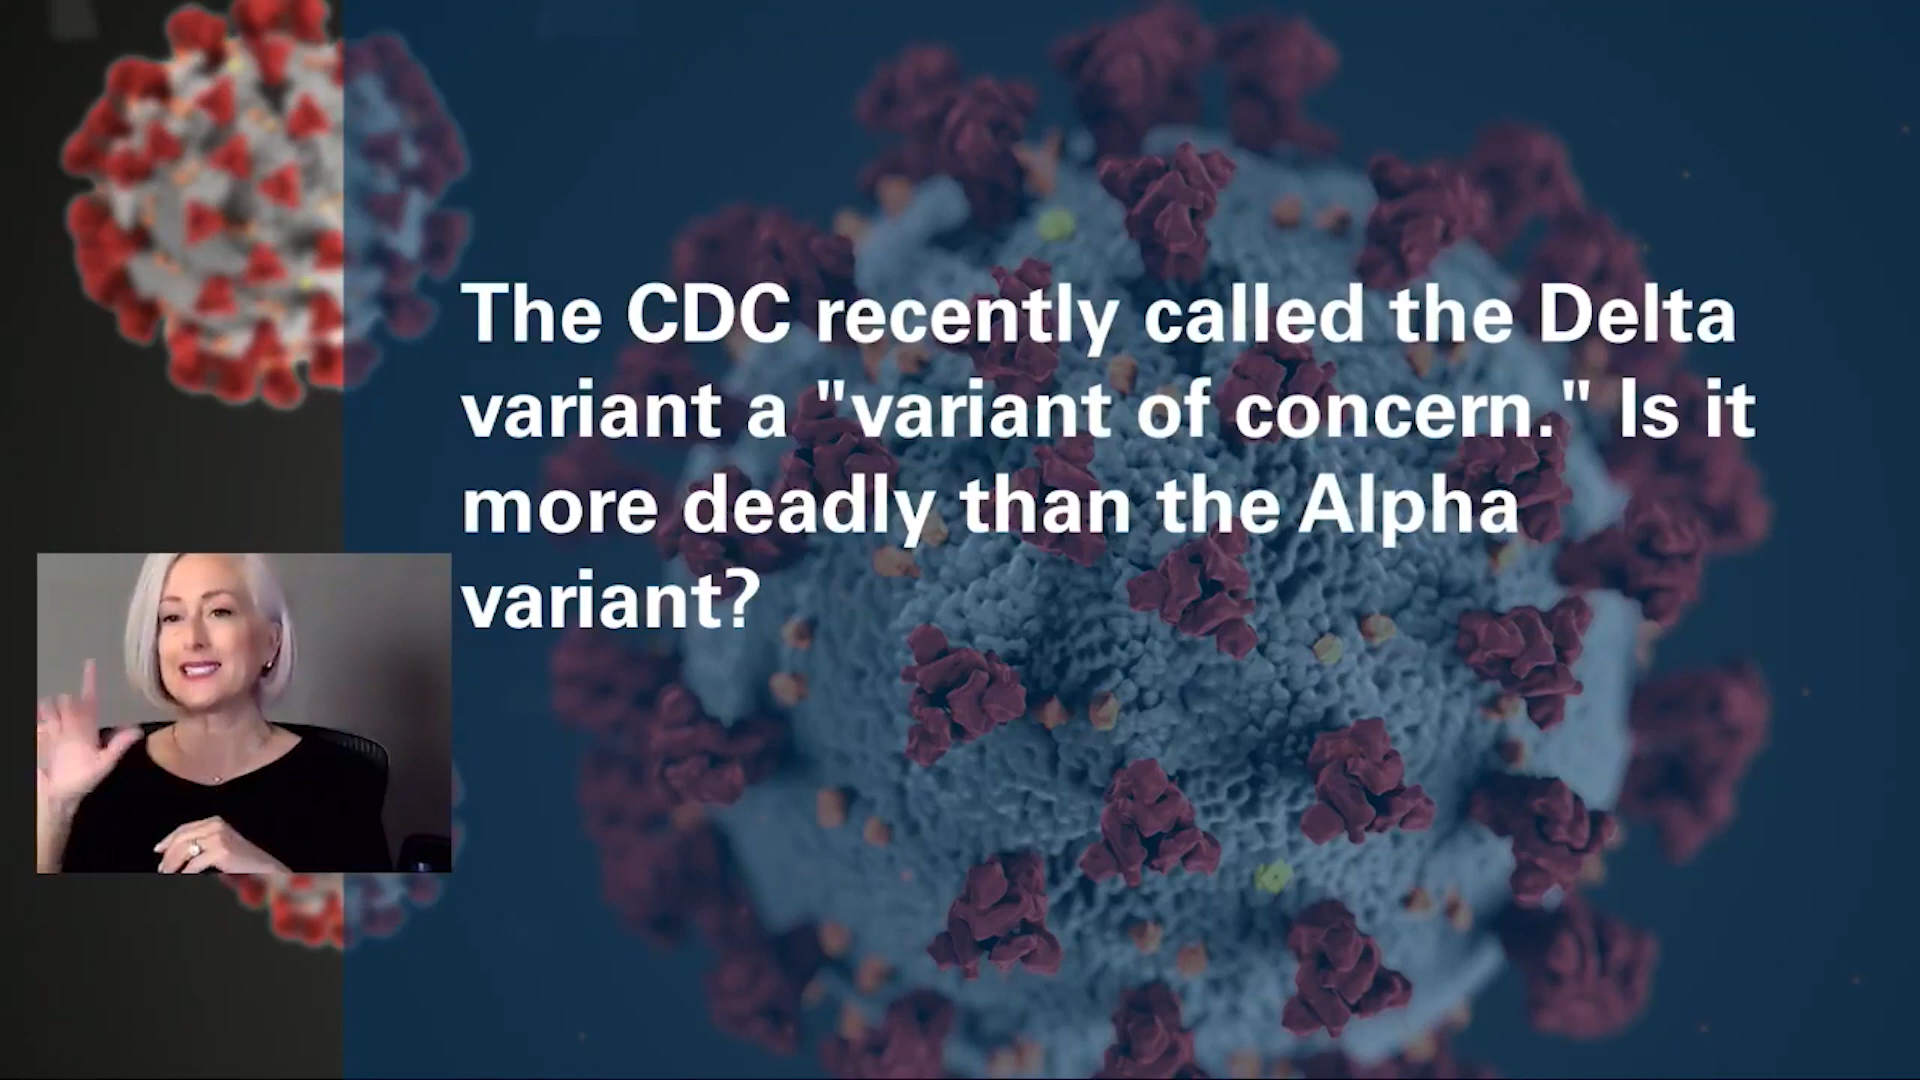 The CDC recently called the Delta
variant a "variant of concern." Is it
more deadly than the Alpha
variant?